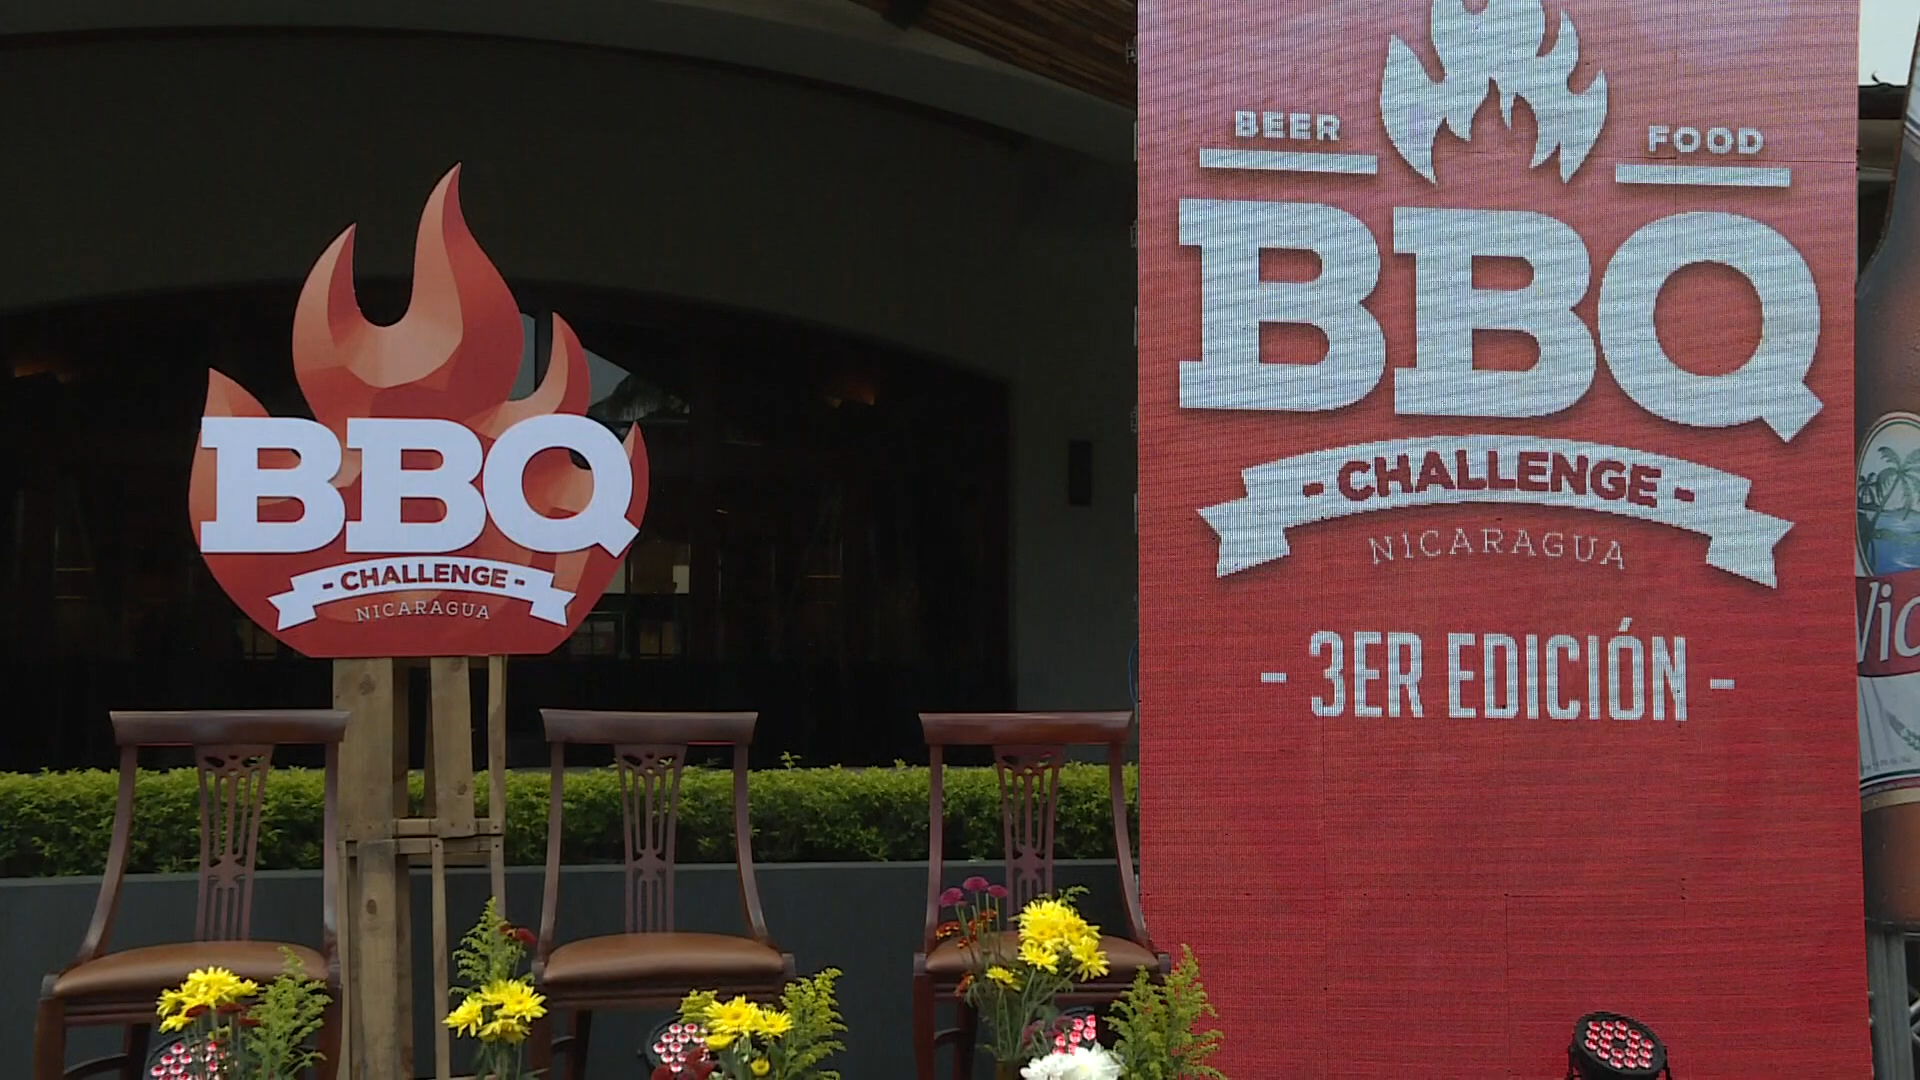 BBQ
- CHALLENGE -
NICARAGUA
BEER FOOD
BBQ
- CHALLENGE -
NICARAGUA
- 3ER EDICIÓN -